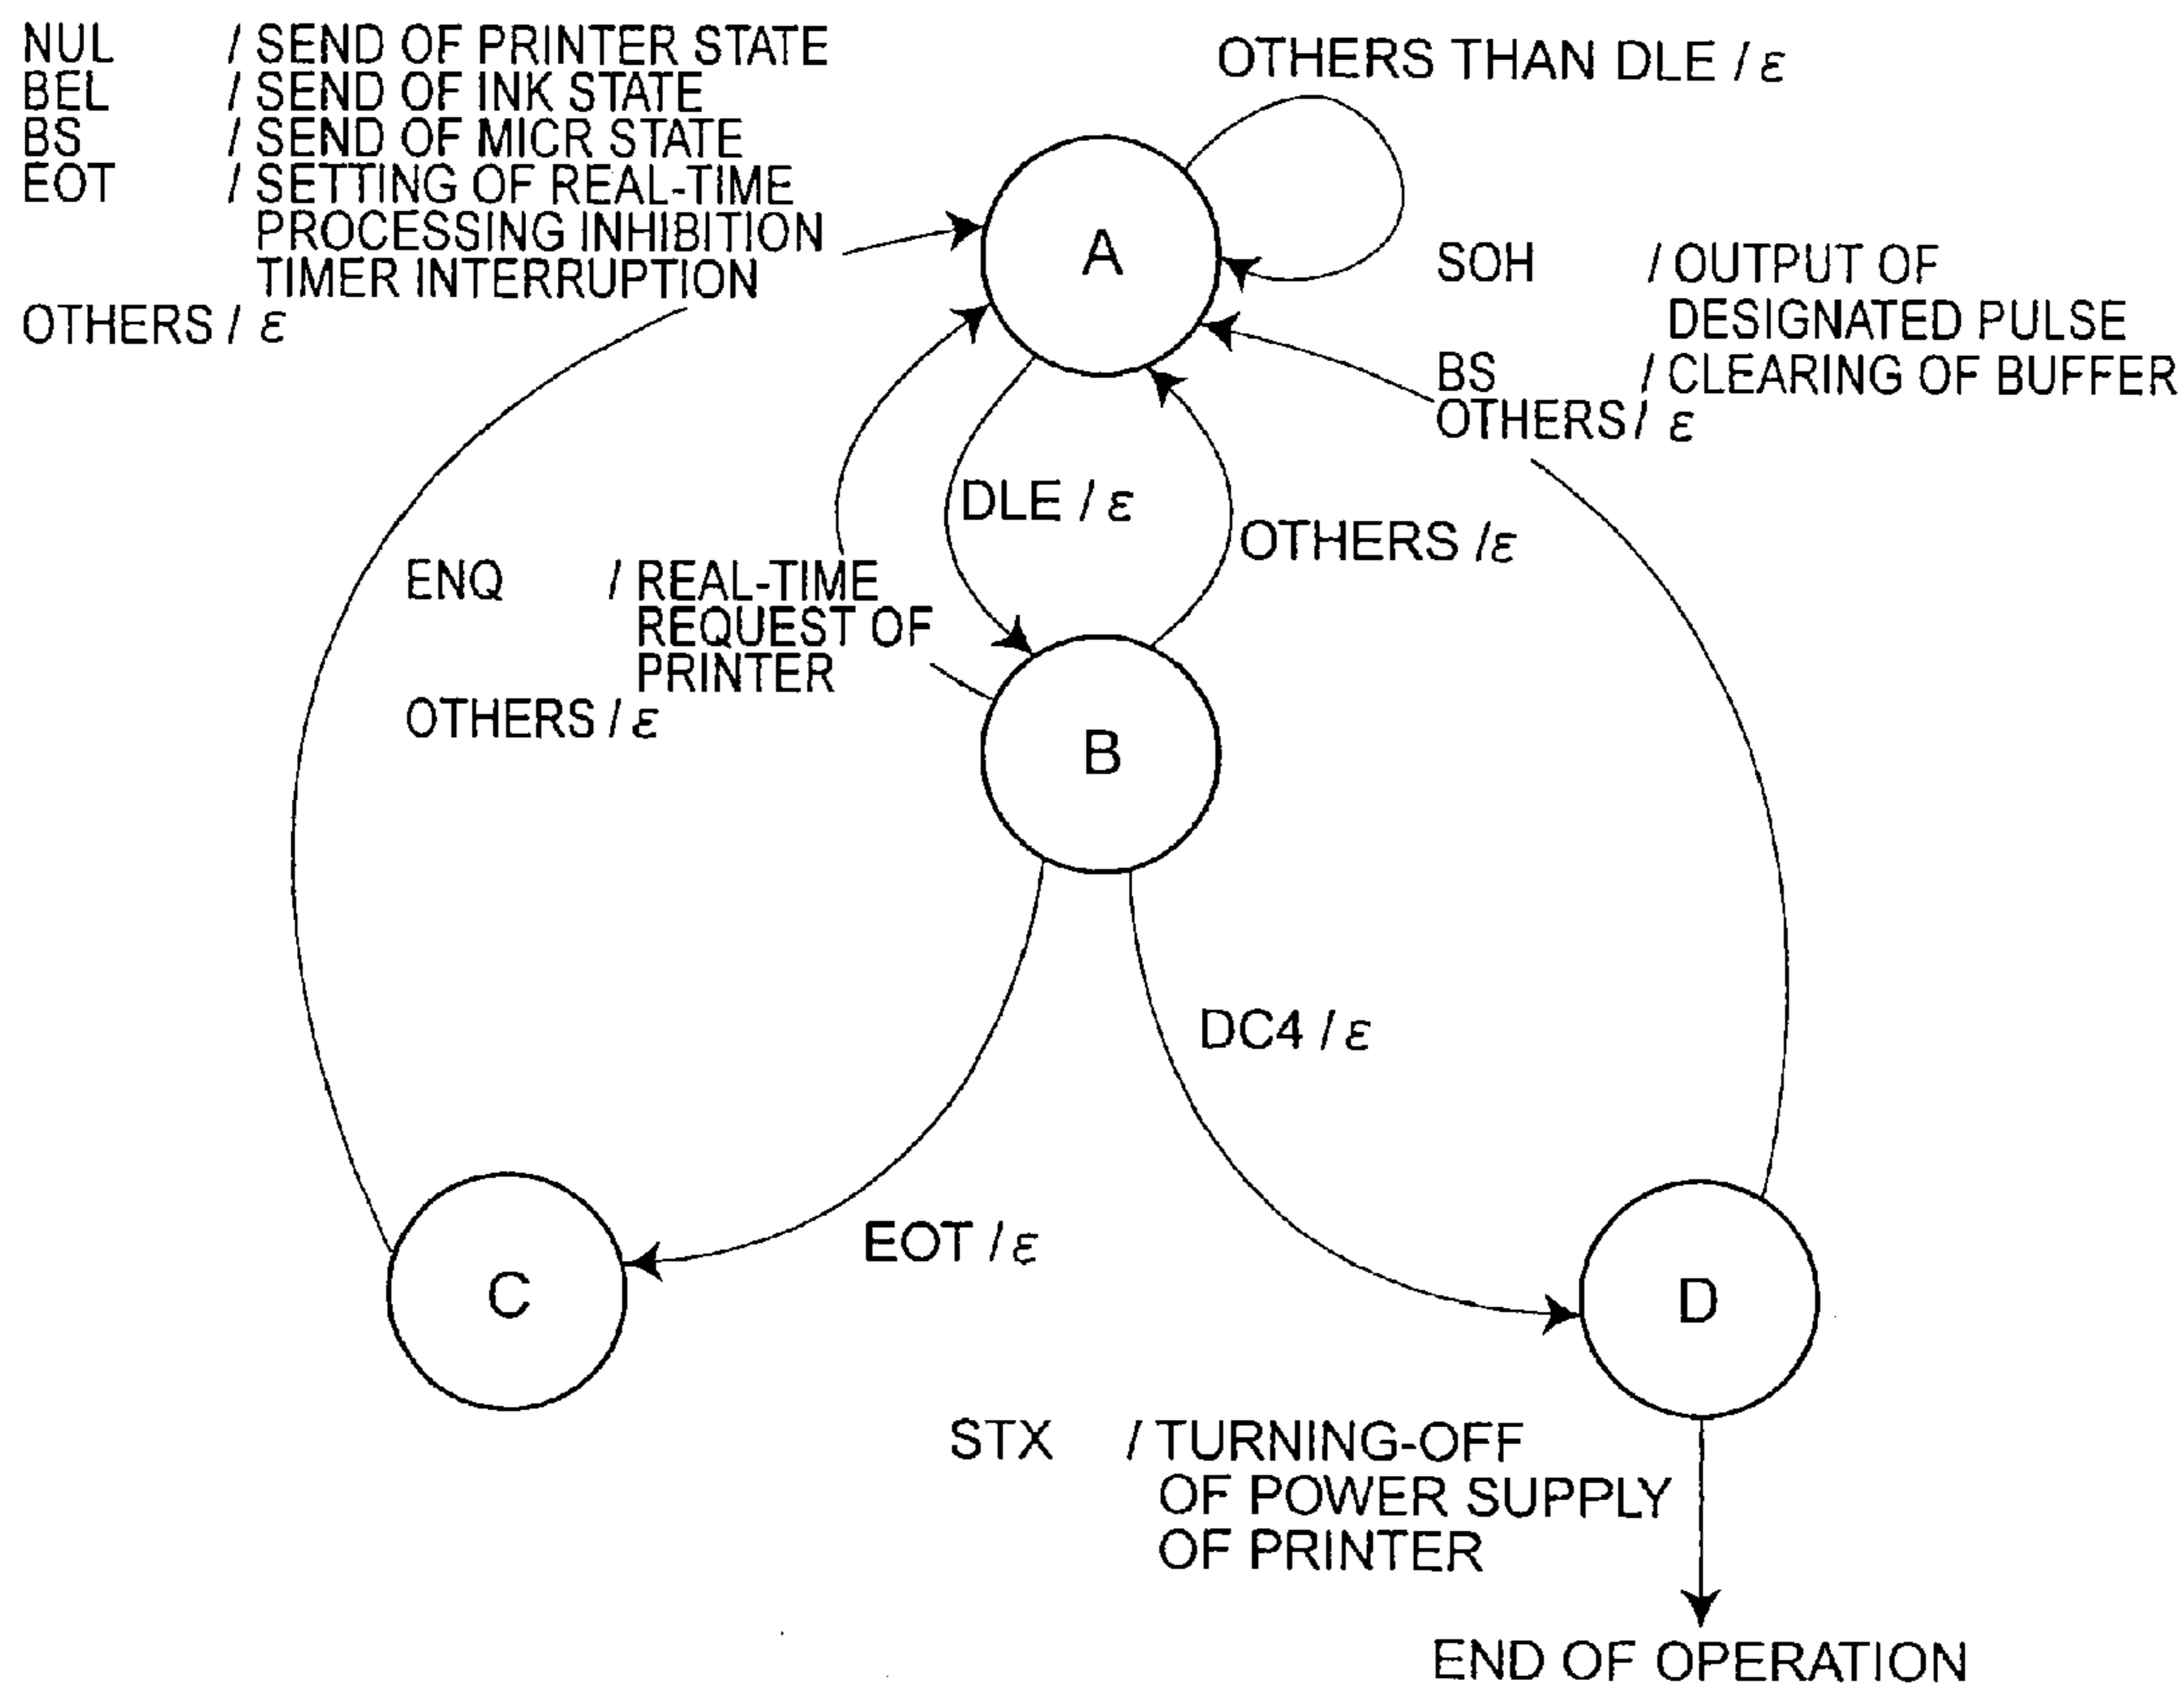 NUL / SEND OF PRINTER STATE
BEL / SEND OF INK STATE
BS / SEND OF MICR STATE
EOT / SETTING OF REAL-TIME
PROCESSING INHIBITION
TIMER INTERRUPTION
OTHERS / ε
OTHERS THAN DLE / ε
A
SOH / OUTPUT OF
DESIGNATED PULSE
BS / CLEARING OF BUFFER
OTHERS / ε
DLE / ε
OTHERS /ε
ENQ / REAL-TIME
REQUEST OF
PRINTER
OTHERS / ε
B
DC4 / ε
EOT / ε
C
D
STX / TURNING-OFF
OF POWER SUPPLY
OF PRINTER
END OF OPERATION